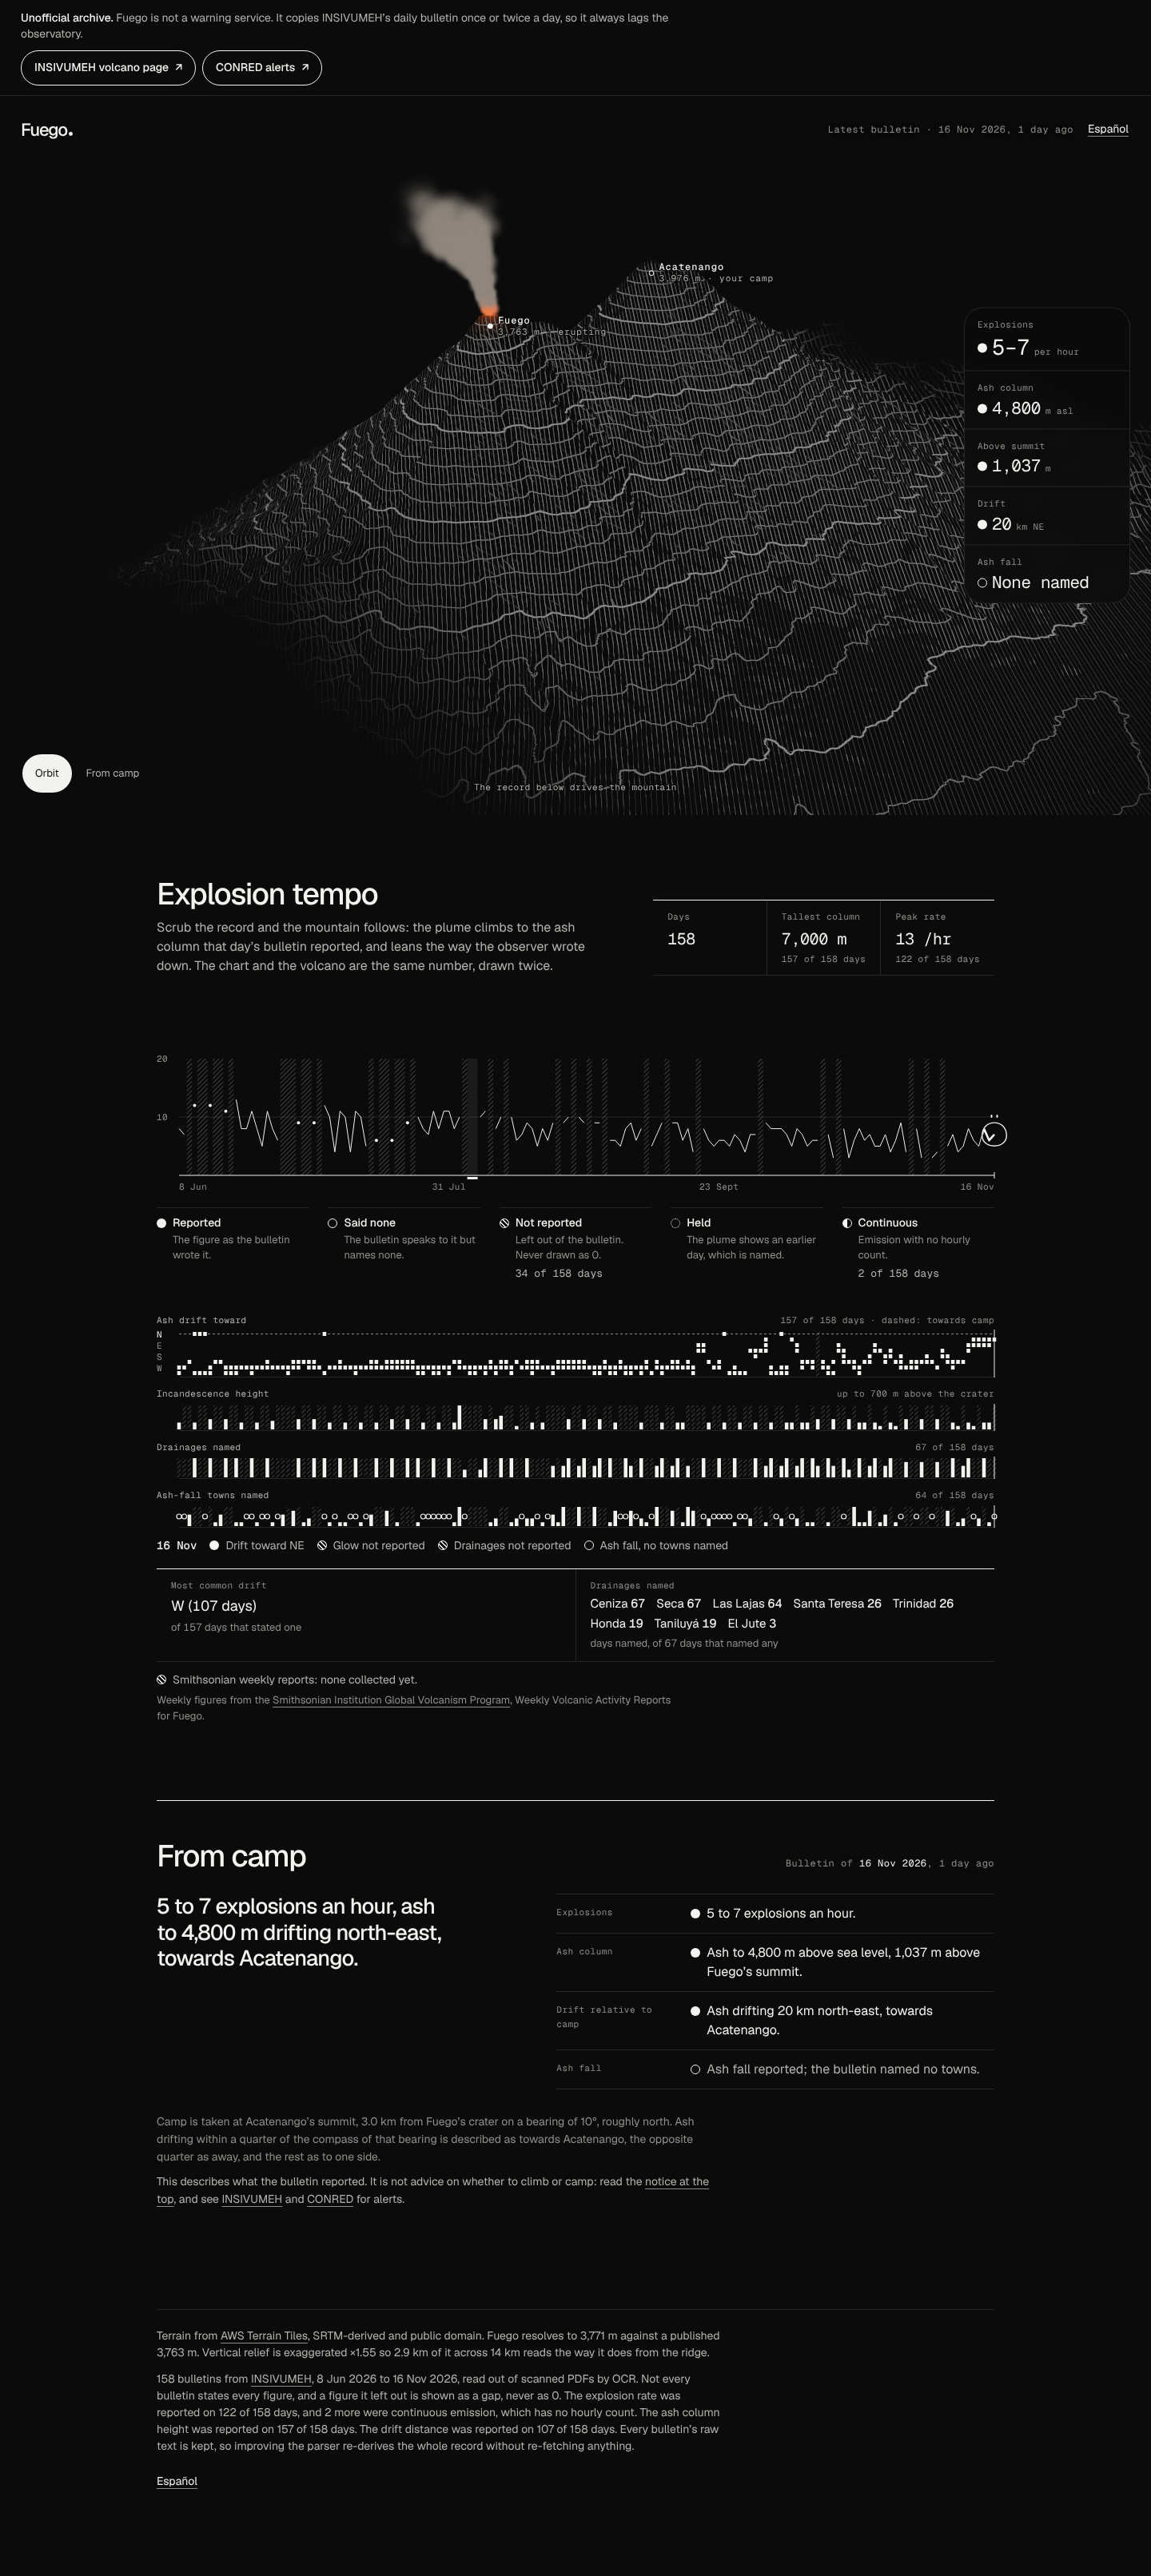 Unofficial archive. Fuego is not a warning service. It copies INSIVUMEH's daily bulletin once or twice a day, so it always lags the
observatory.
INSIVUMEH volcano page ↗ CONRED alerts ↗
Fuego.
Latest bulletin · 16 Nov 2026, 1 day ago Español
Acatenango
3,976 m · your camp
Fuego
3,763 m — erupting
Explosions
5–7 per hour
Ash column
4,800 m asl
Above summit
1,037 m
Drift
20 km NE
Ash fall
None named
Orbit From camp
The record below drives the mountain
Explosion tempo
Scrub the record and the mountain follows: the plume climbs to the ash
column that day's bulletin reported, and leans the way the observer wrote
down. The chart and the volcano are the same number, drawn twice.
Days
158
Tallest column
7,000 m
157 of 158 days
Peak rate
13 /hr
122 of 158 days
20
10
8 Jun 31 Jul 23 Sept 16 Nov
Reported
The figure as the bulletin
wrote it.
Said none
The bulletin speaks to it but
names none.
Not reported
Left out of the bulletin.
Never drawn as 0.
34 of 158 days
Held
The plume shows an earlier
day, which is named.
Continuous
Emission with no hourly
count.
2 of 158 days
Ash drift toward 157 of 158 days · dashed: towards camp
N
E
S
W
Incandescence height up to 700 m above the crater
Drainages named 67 of 158 days
Ash-fall towns named 64 of 158 days
16 Nov Drift toward NE Glow not reported Drainages not reported Ash fall, no towns named
Most common drift
W (107 days)
of 157 days that stated one
Drainages named
Ceniza 67 Seca 67 Las Lajas 64 Santa Teresa 26 Trinidad 26
Honda 19 Taniluyá 19 El Jute 3
days named, of 67 days that named any
Smithsonian weekly reports: none collected yet.
Weekly figures from the Smithsonian Institution Global Volcanism Program, Weekly Volcanic Activity Reports
for Fuego.
From camp
Bulletin of 16 Nov 2026, 1 day ago
5 to 7 explosions an hour, ash
to 4,800 m drifting north-east,
towards Acatenango.
Explosions
5 to 7 explosions an hour.
Ash column
Ash to 4,800 m above sea level, 1,037 m above
Fuego's summit.
Drift relative to
camp
Ash drifting 20 km north-east, towards
Acatenango.
Ash fall
Ash fall reported; the bulletin named no towns.
Camp is taken at Acatenango's summit, 3.0 km from Fuego's crater on a bearing of 10°, roughly north. Ash
drifting within a quarter of the compass of that bearing is described as towards Acatenango, the opposite
quarter as away, and the rest as to one side.
This describes what the bulletin reported. It is not advice on whether to climb or camp: read the notice at the
top, and see INSIVUMEH and CONRED for alerts.
Terrain from AWS Terrain Tiles, SRTM-derived and public domain. Fuego resolves to 3,771 m against a published
3,763 m. Vertical relief is exaggerated ×1.55 so 2.9 km of it across 14 km reads the way it does from the ridge.
158 bulletins from INSIVUMEH, 8 Jun 2026 to 16 Nov 2026, read out of scanned PDFs by OCR. Not every
bulletin states every figure, and a figure it left out is shown as a gap, never as 0. The explosion rate was
reported on 122 of 158 days, and 2 more were continuous emission, which has no hourly count. The ash column
height was reported on 157 of 158 days. The drift distance was reported on 107 of 158 days. Every bulletin's raw
text is kept, so improving the parser re-derives the whole record without re-fetching anything.
Español